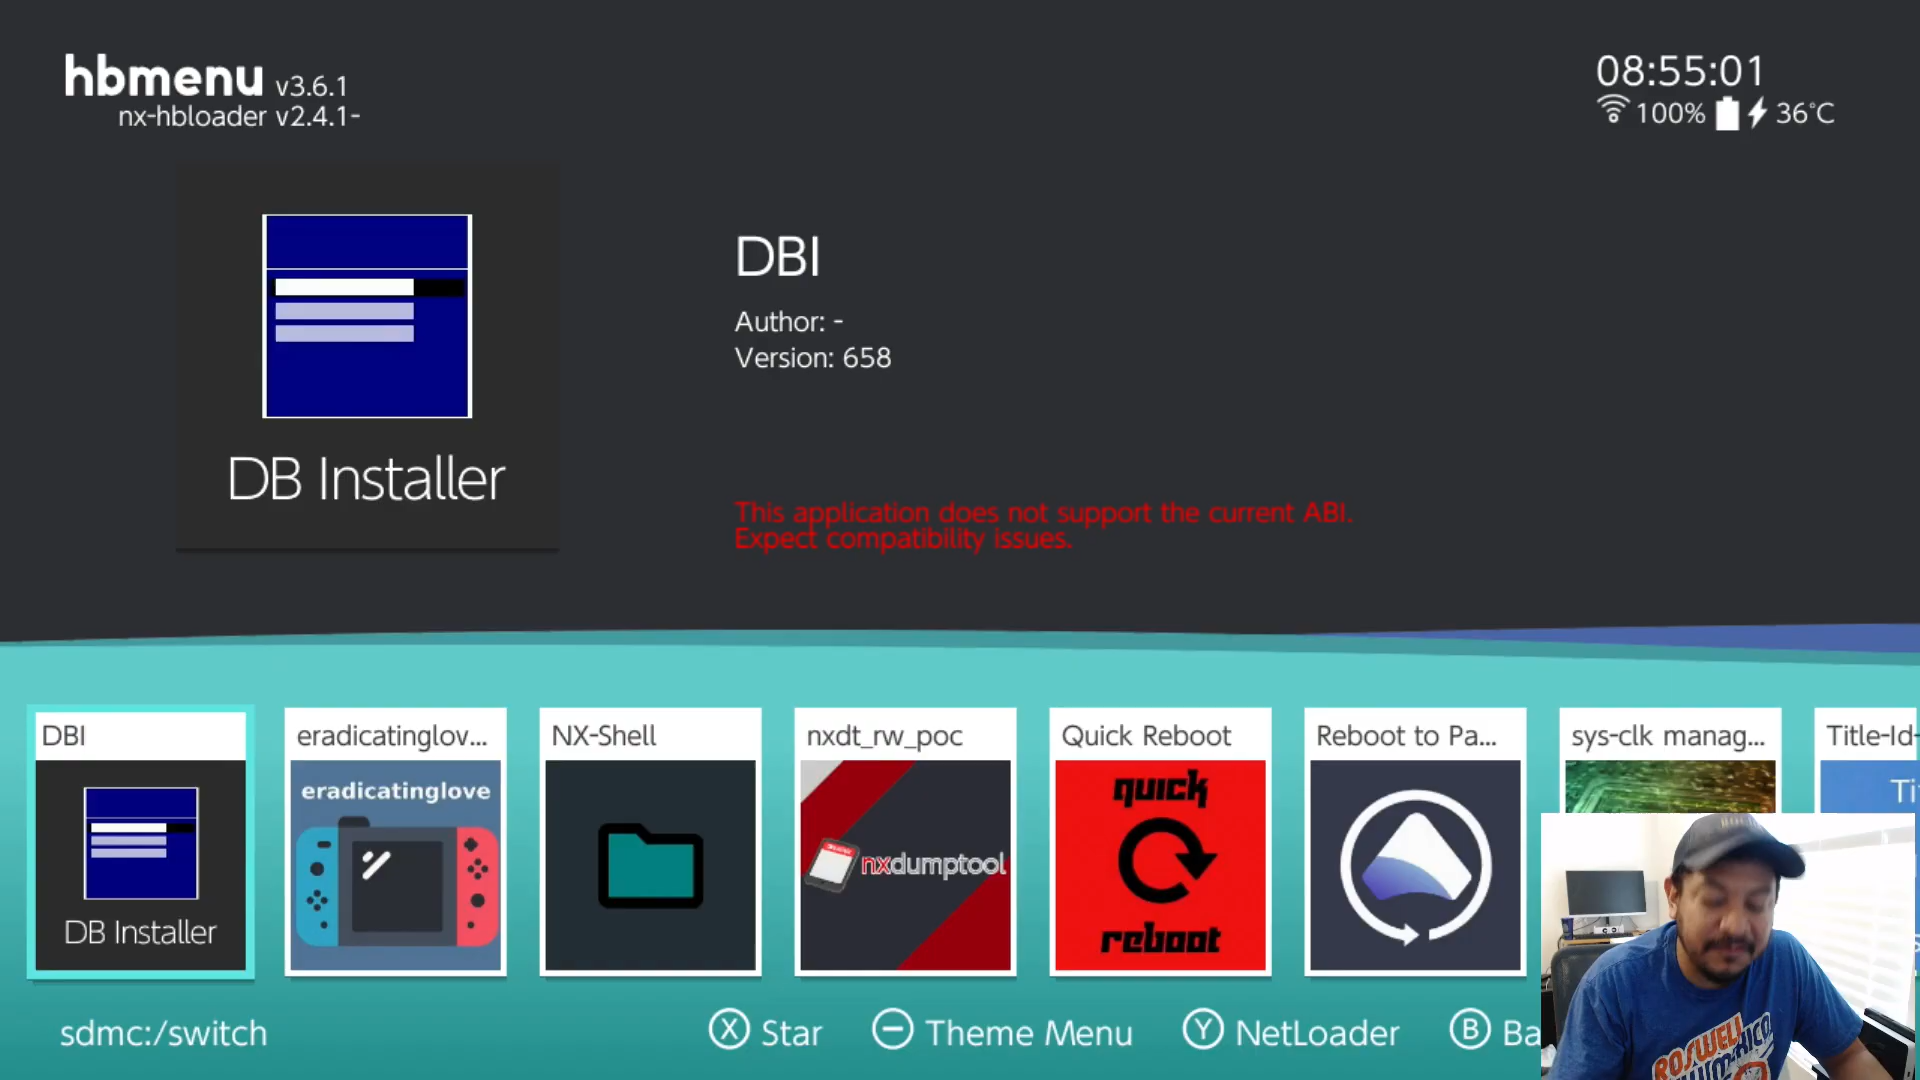 hbmenu v3.6.1
nx-hbloader v2.4.1-
08:55:01
100% 36°C
DB Installer
DBI
Author: -
Version: 658
This application does not support the current ABI.
Expect compatibility issues.
DBI
eradicatinglov...
NX-Shell
nxdt_rw_poc
Quick Reboot
Reboot to Pa...
sys-clk manag...
Title-Id-
DB Installer
eradicatinglove
nxdumptool
quick
reboot
Ti
sdmc:/switch
X Star
Theme Menu
Y NetLoader
B Ba
ROSWELL